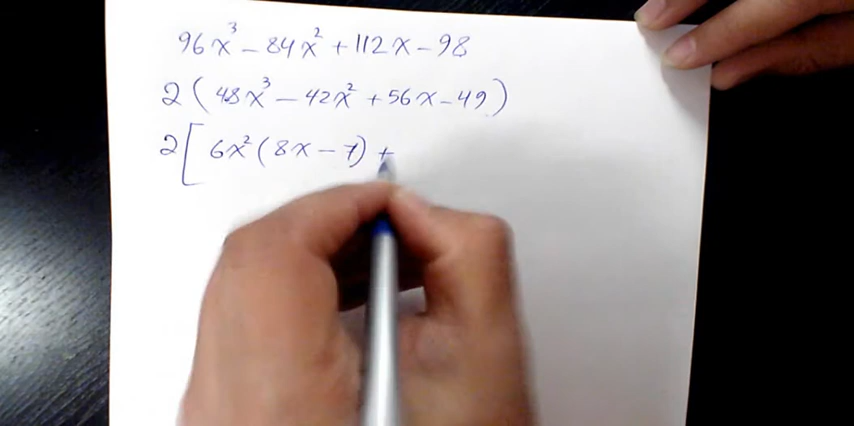 96x³ - 84x² + 112x - 98
2 ( 48x³ - 42x² + 56x - 49 )
2 [ 6x² ( 8x - 7 ) +